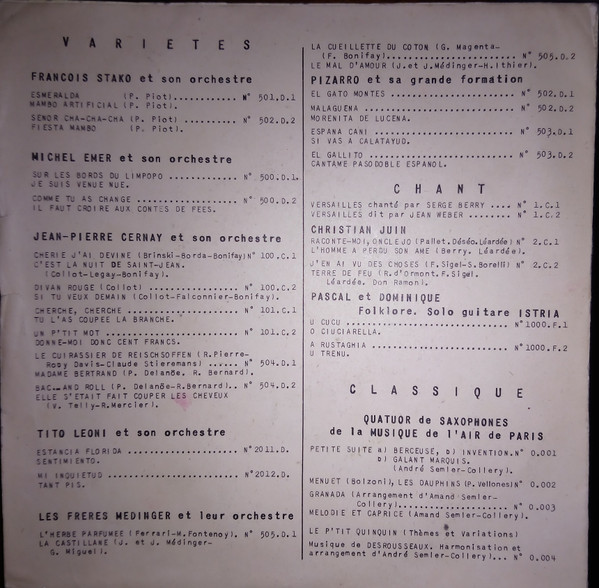 VARIETES
FRANCOIS STAKO et son orchestre
ESMERALDA (P. Piot)........... N° 501.D.1
MAMBO ARTIFICIAL (P. Piot).
SENOR CHA-CHA-CHA (P. Piot) ........... N° 502.D.2
FIESTA MAMBO (P. Piot).
MICHEL EMER et son orchestre
SUR LES BORDS DU LIMPOPO ............. N° 500.D.1.
JE SUIS VENUE NUE.
COMME TU AS CHANGE .................. N° 500.D.2
IL FAUT CROIRE AUX CONTES DE FEES.
JEAN-PIERRE CERNAY et son orchestre
CHERIE J'AI DEVINE (Brinski-Borda-Bonifay)N° 100.C.1
C'EST LA NUIT DE SAINT-JEAN.
(Collot-Legay-Bonifay).
DIVAN ROUGE (Collot) ................. N° 100.C.2
SI TU VEUX DEMAIN (Collot-Falconnier-Bonifay).
CHERCHE, CHERCHE ..................... N° 101.C.1
TU L'AS COUPEE LA BRANCHE.
UN P'TIT MOT ......................... N° 101.C.2
DONNE-MOI DONC CENT FRANCS.
LE CUIRASSIER DE REISCHSOFFEN (R.Pierre-
Roby Davis-Claude Stieremans) ...... N° 504.D.1
MADAME BERTRAND (P. Delanôe. R. Bernard).
BAC..AND ROLL (P. Delanôe-R.Bernard).. N° 504.D.2
ELLE S'ETAIT FAIT COUPER LES CHEVEUX
(V. Telly-R.Mercier).
TITO LEONI et son orchestre
ESTANCIA FLORIDA ..................... N° 2011.D.
SENTIMIENTO.
MI INQUIETUD ......................... N° 2012.D.
TANT PIS.
LES FRERES MEDINGER et leur orchestre
L'HERBE PARFUMEE (Ferrari-M.Fontenoy). N° 505.D.1
LA CASTILLANE (J. et J. Médinger-
G. Miguel).
LA CUEILLETTE DU COTON (G. Magenta-
F. Bonifay)........................ N° 505.D.2
LE MAL D'AMOUR (J.et J.Médinger-H.Ithier).
PIZARRO et sa grande formation
EL GATO MONTES ....................... N° 502.D.1
MALAGUENA ............................ N° 502.D.2
MORENITA DE LUCENA.
ESPANA CANI .......................... N° 503.D.1
SI VAS A CALATAYUD.
EL GALLITO ........................... N° 503.D.2
CANTAME PASODOBLE ESPANOL.
CHANT
VERSAILLES chanté par SERGE BERRY .... N° 1.C.1
VERSAILLES dit par JEAN WEBER ........ N° 1.C.2
CHRISTIAN JUIN
RACONTE-MOI, ONCLEJO (Pallet.Déséo.Léardée) N° 2.C.1
L'HOMME A PERDU SON AME (Berry. Léardée).
J'EN AI VU DES CHOSES (F.Sigel-S.Borelli) N° 2.C.2
TERRE DE FEU (R.d'Ormont.F.Sigel.
Léardée. Don Ramon).
PASCAL et DOMINIQUE
Folklore. Solo guitare ISTRIA
U CUCU ............................... N° 1000.F.1
O CIUCIARELLA.
A RUSTAGHIA .......................... N° 1000.F.2
U TRENU.
CLASSIQUE
QUATUOR de SAXOPHONES
de la MUSIQUE de l'AIR de PARIS
PETITE SUITE a) BERCEUSE, b) INVENTION.N° 0.001
b) GALANT MARQUIS.
(André Semler-Collery).
MENUET (Bolzoni), LES DAUPHINS (P.Vellones)N° 0.002
GRANADA (Arrangement d'Amand Semler-
Collery)........................... N° 0.003
MELODIE ET CAPRICE (Amand Semler-Collery).
LE P'TIT QUINQUIN (Thèmes et Variations)
Musique de DESROUSSEAUX. Harmonisation et
arrangement d'André Semler-Collery)... N° 0.004